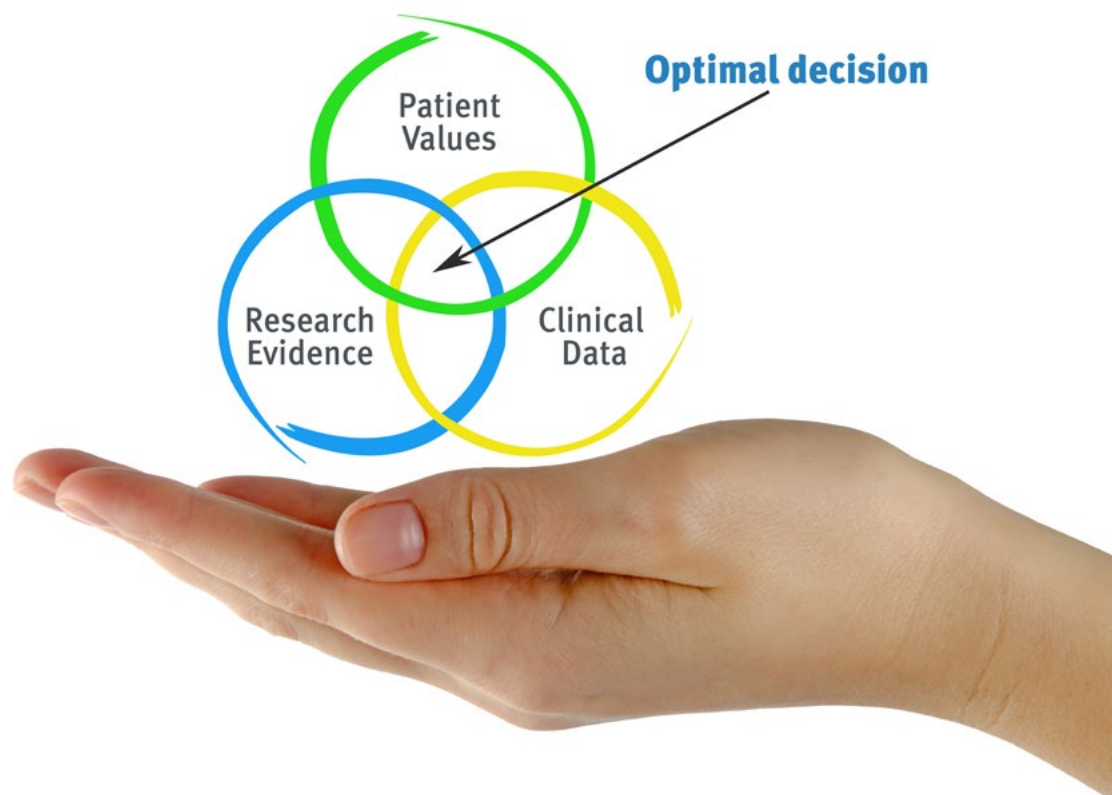 Optimal decision
Patient
Values
Research
Evidence
Clinical
Data